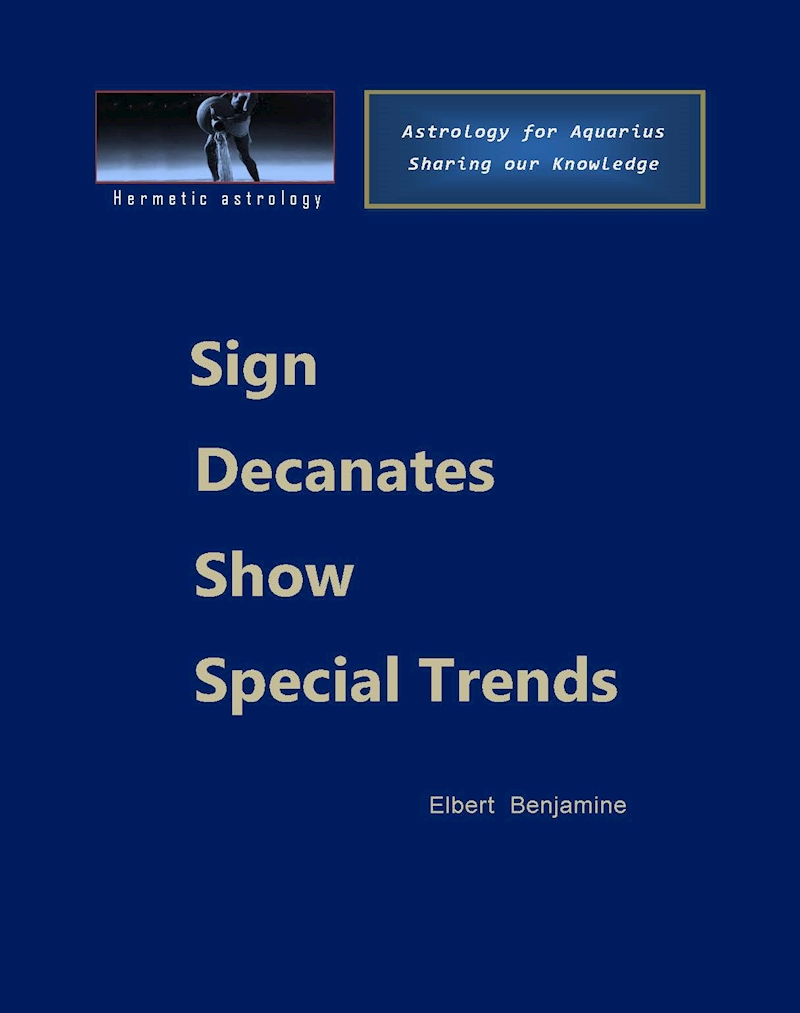 Hermetic astrology
Astrology for Aquarius
Sharing our Knowledge
Sign
Decanates
Show
Special Trends
Elbert Benjamine